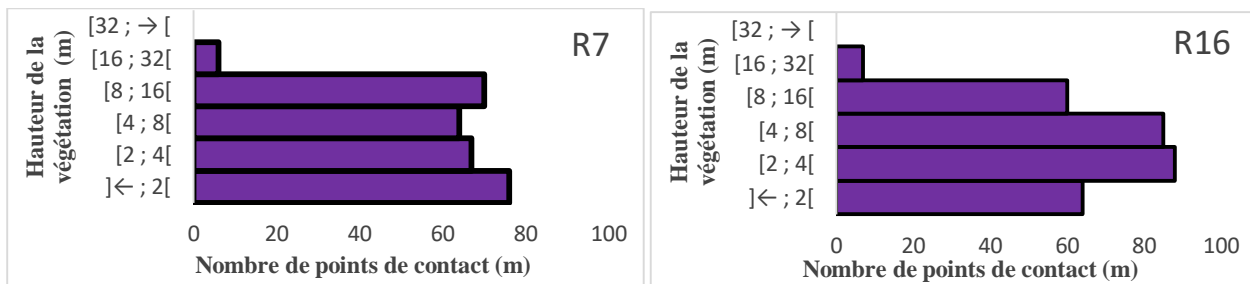 Hauteur de la
végétation (m)
[32 ; → [
[16 ; 32[
[8 ; 16[
[4 ; 8[
[2 ; 4[
]← ; 2[
R7
0 20 40 60 80 100
Nombre de points de contact (m)
Hauteur de la
végétation (m)
[32 ; → [
[16 ; 32[
[8 ; 16[
[4 ; 8[
[2 ; 4[
]← ; 2[
R16
0 20 40 60 80 100
Nombre de points de contact (m)